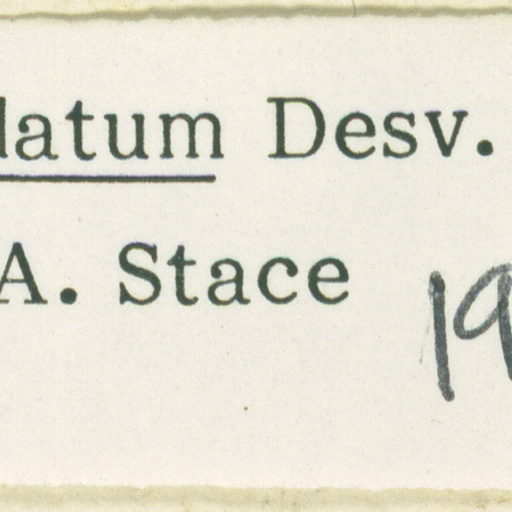 latum Desv.
A. Stace
19